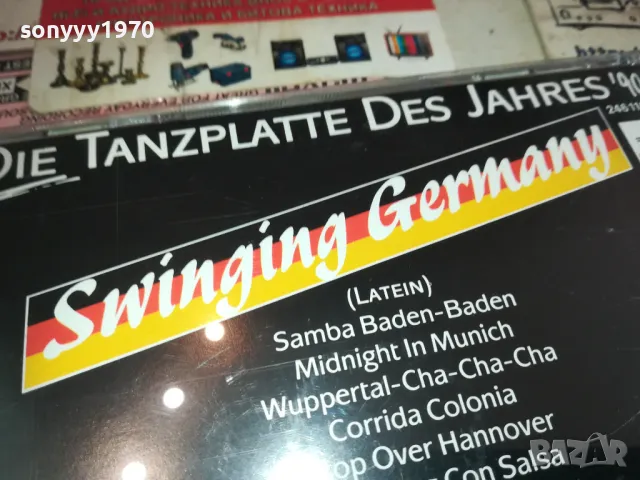 sonyyy1970
DIE TANZPLATTE DES JAHRES '90
Swinging Germany
(LATEIN)
Samba Baden-Baden
Midnight In Munich
Wuppertal-Cha-Cha-Cha
Corrida Colonia
op Over Hannover
Con Salsa
BAZAR